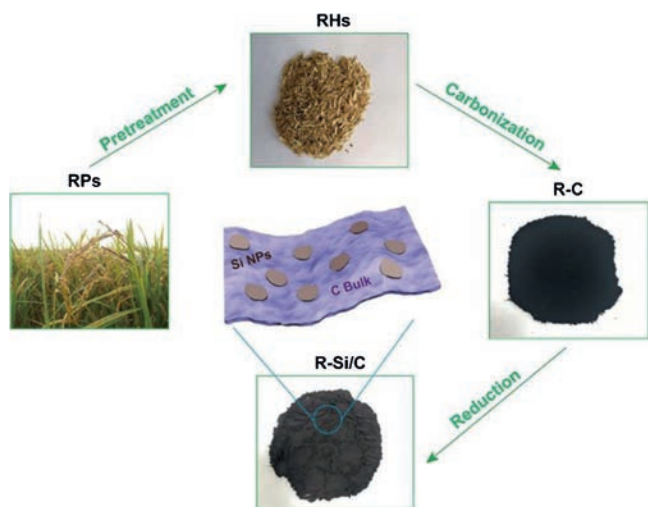 RHs
Pretreatment
Carbonization
RPs
R-C
Si NPs
C Bulk
R-Si/C
Reduction